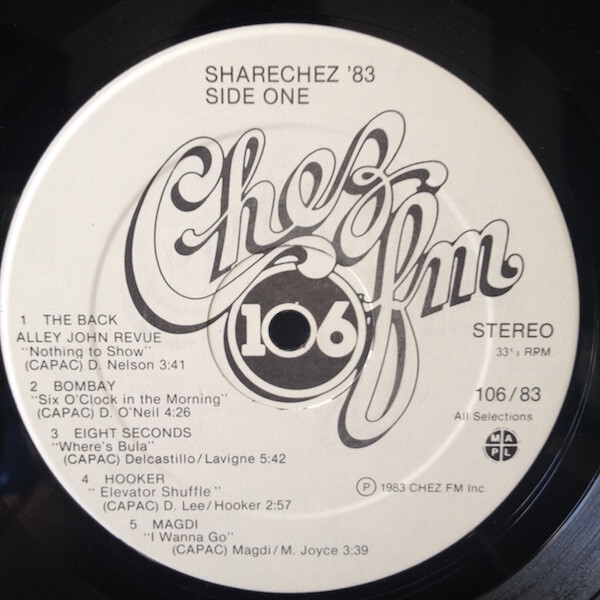 SHARECHEZ '83
SIDE ONE
Chez
fm
106
1 THE BACK
ALLEY JOHN REVUE
"Nothing to Show"
(CAPAC) D. Nelson 3:41
2 BOMBAY
"Six O'Clock in the Morning"
(CAPAC) D. O'Neil 4:26
3 EIGHT SECONDS
"Where's Bula"
(CAPAC) Delcastillo/Lavigne 5:42
4 HOOKER
"Elevator Shuffle"
(CAPAC) D. Lee/Hooker 2:57
5 MAGDI
"I Wanna Go"
(CAPAC) Magdi/M. Joyce 3:39
STEREO
33⅓ RPM
106/83
All Selections
M A
P L
Ⓟ 1983 CHEZ FM Inc.